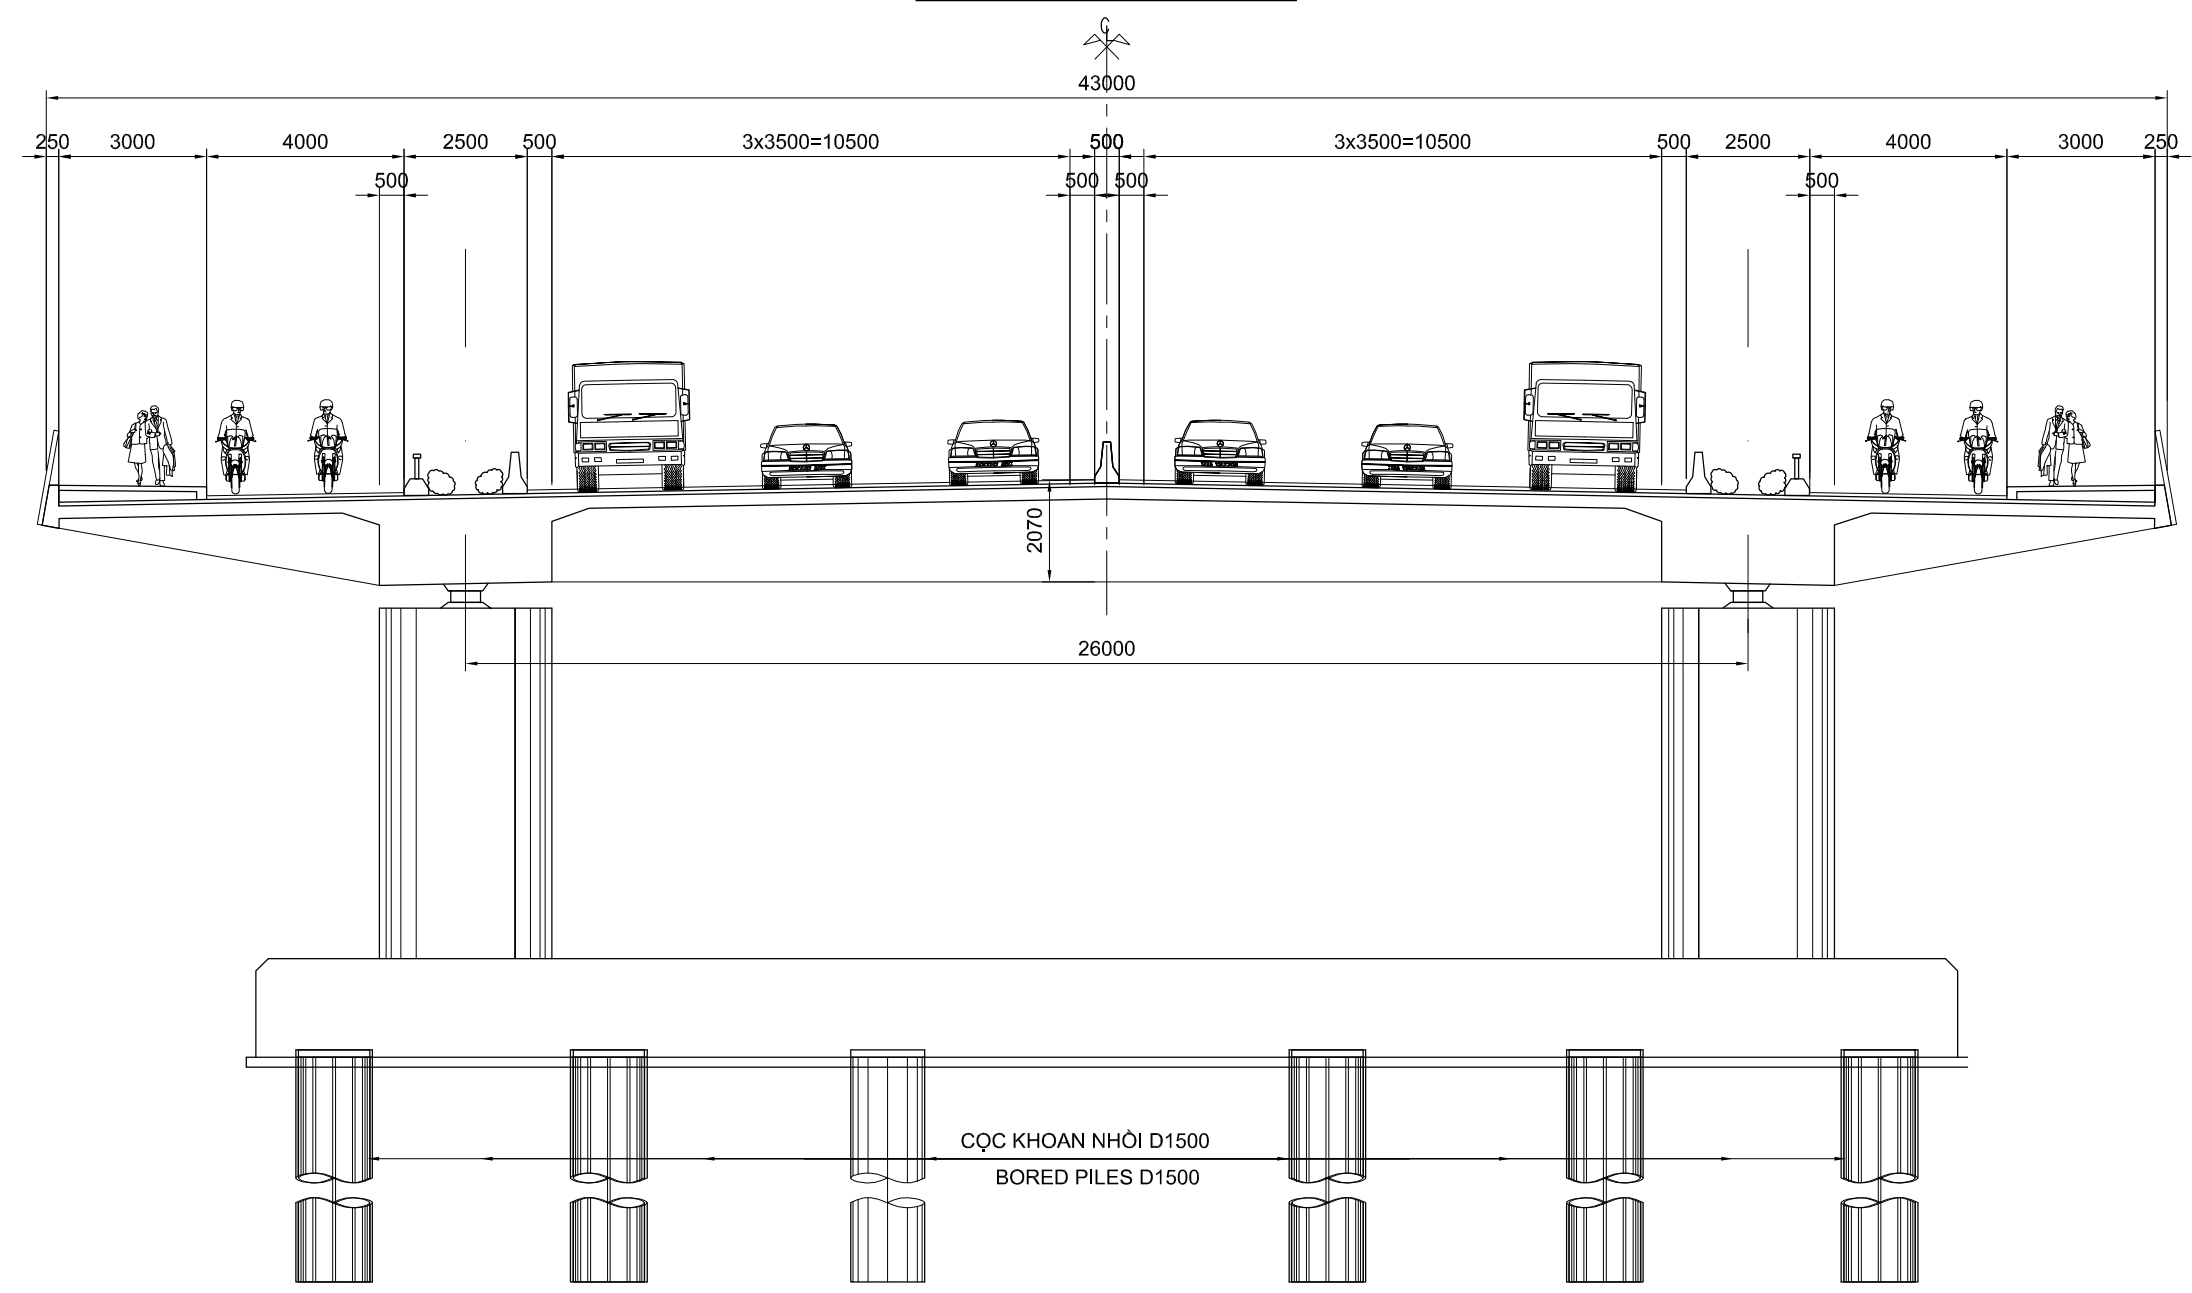 43000
250 3000 4000 2500 500 3x3500=10500 500 3x3500=10500 500 2500 4000 3000 250
500 500 500 500
2070
26000
CỌC KHOAN NHỒI D1500
BORED PILES D1500